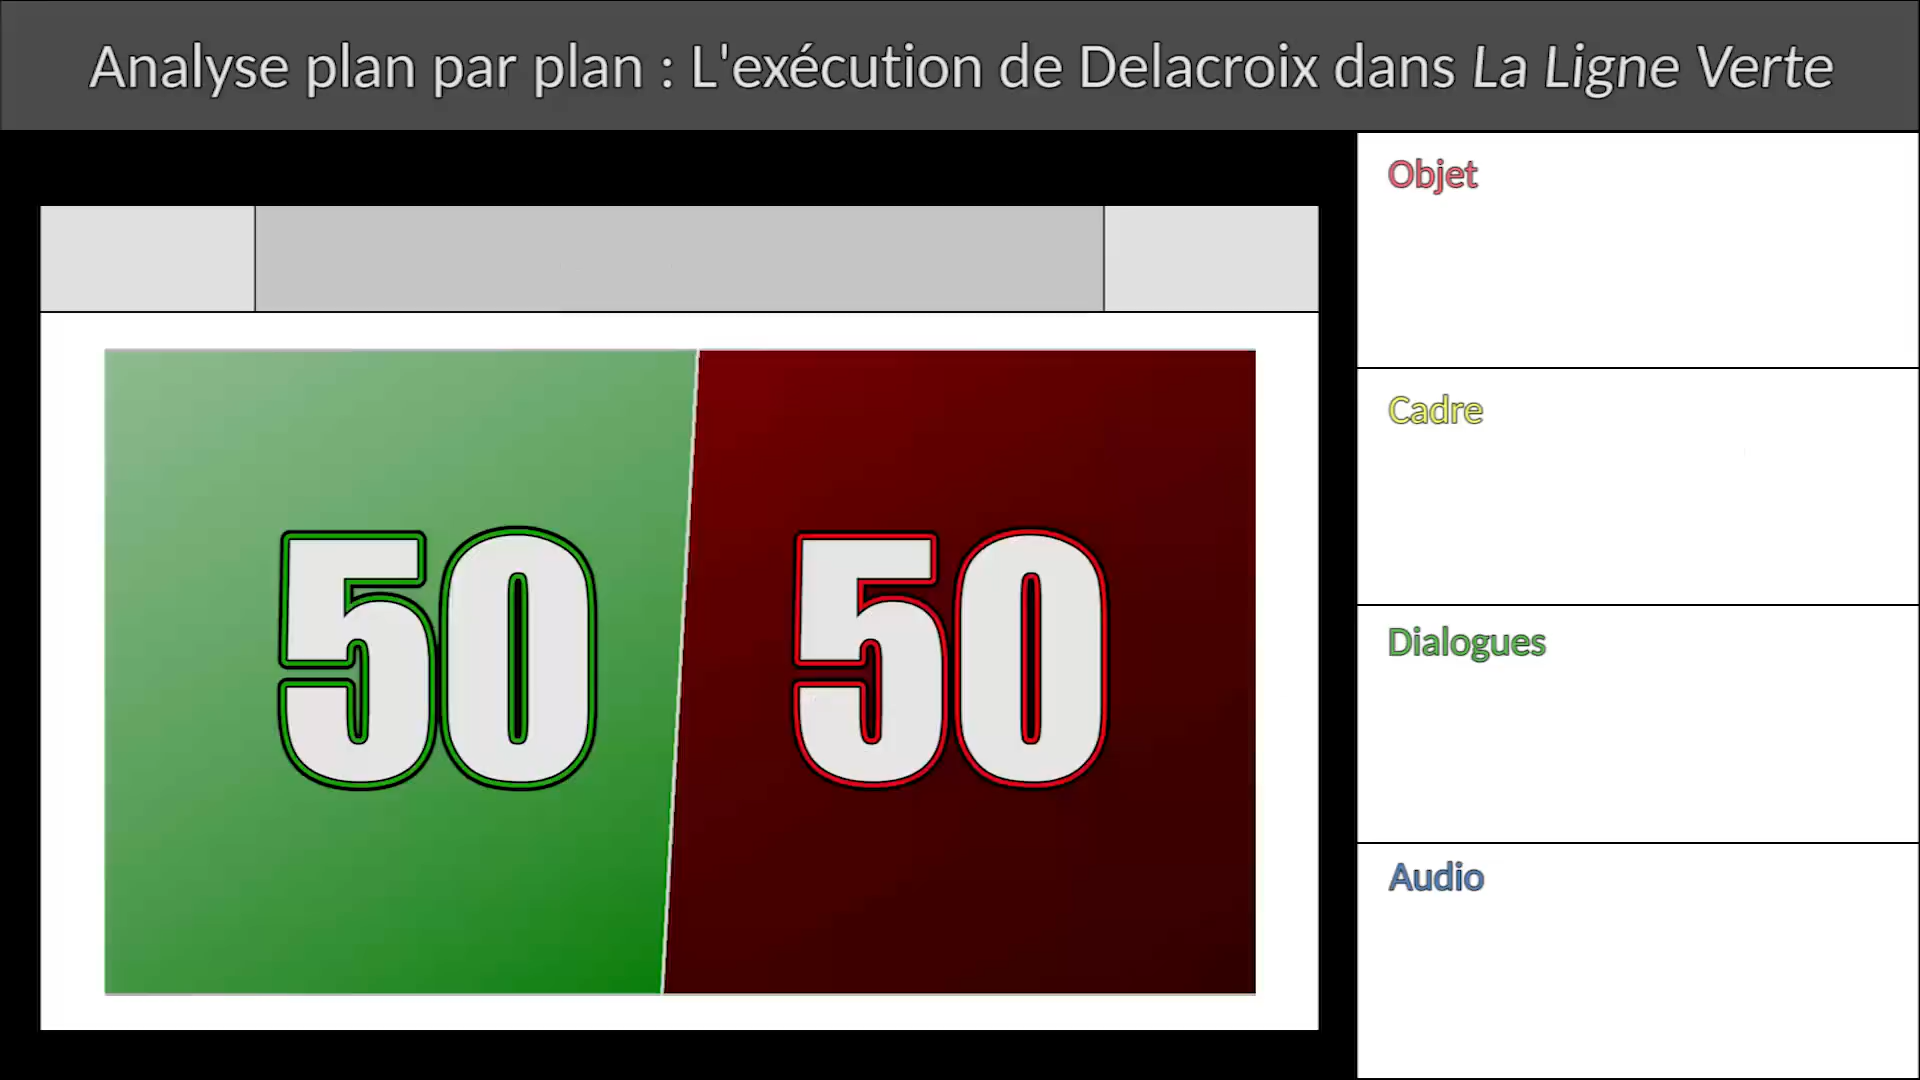 Analyse plan par plan : L'exécution de Delacroix dans La Ligne Verte
Objet
Cadre
50 50
Dialogues
Audio